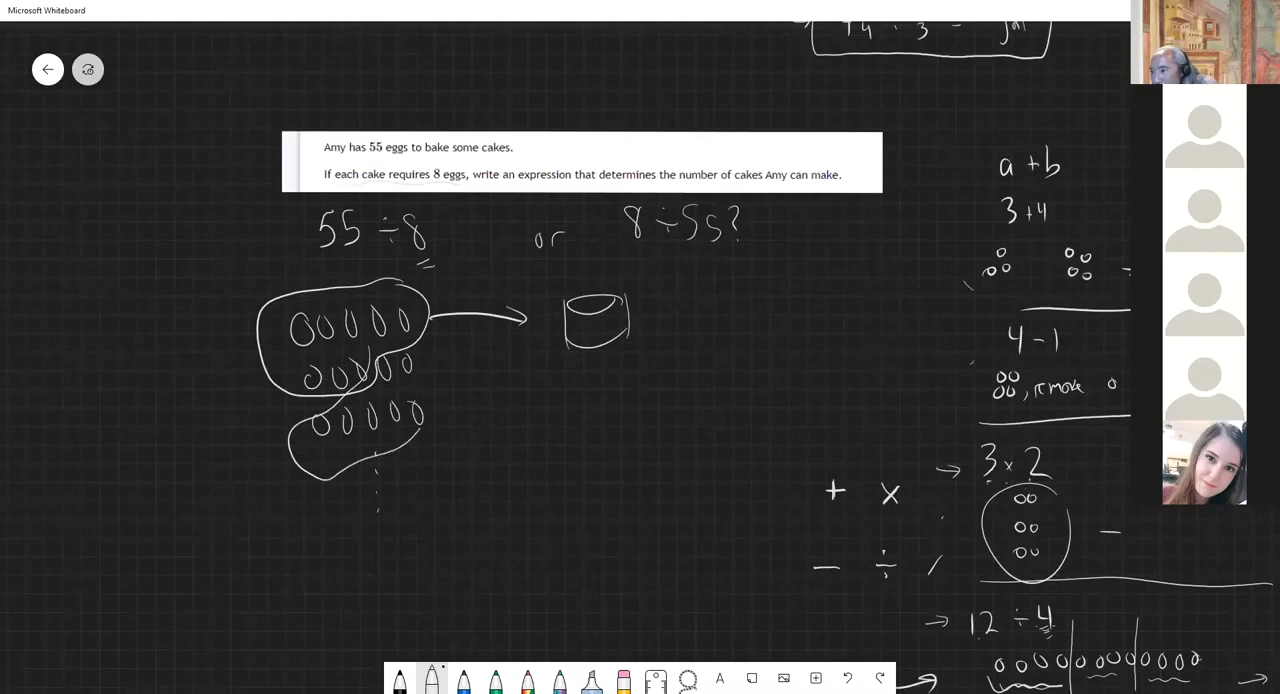 Microsoft Whiteboard
Amy has 55 eggs to bake some cakes.
If each cake requires 8 eggs, write an expression that determines the number of cakes Amy can make.
55 ÷ 8
or
8 ÷ 55?
a + b
3 + 4
4 - 1
, remove
3 x 2
+ x
- ÷ /
12 ÷ 4
A